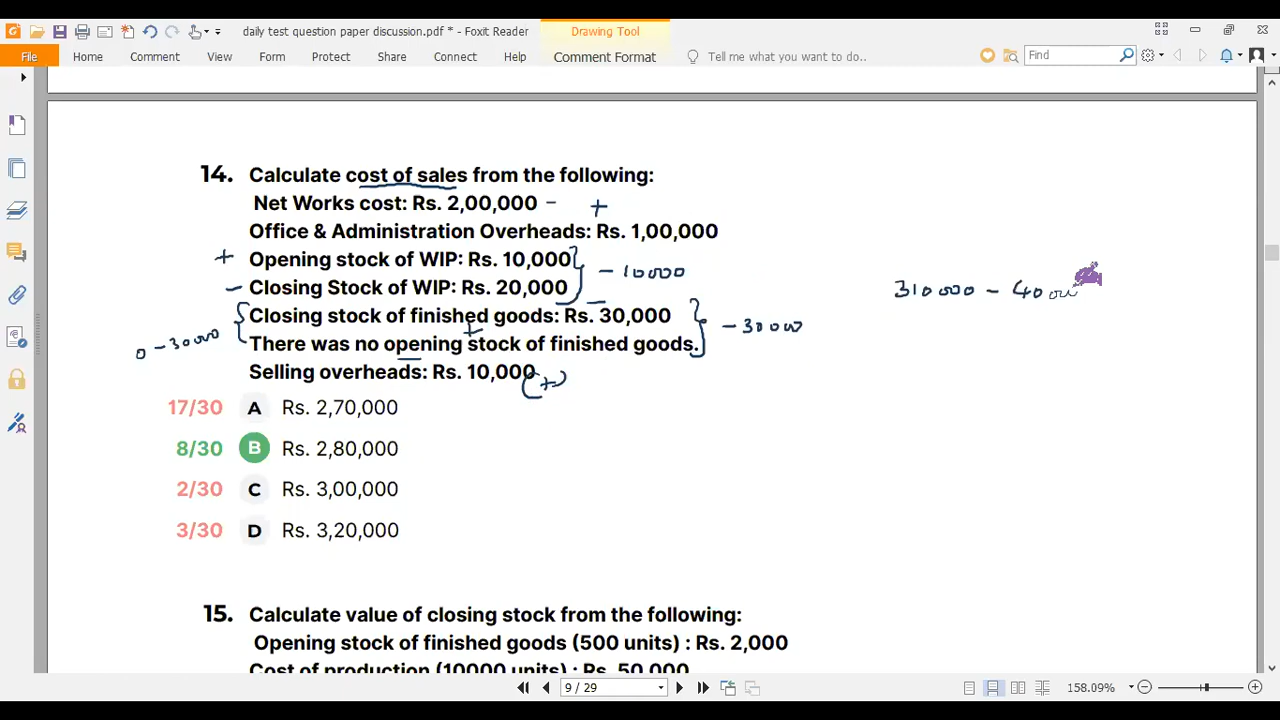 daily test question paper discussion.pdf * - Foxit Reader
Drawing Tool
File Home Comment View Form Protect Share Connect Help Comment Format Tell me what you want to do... Find
14. Calculate cost of sales from the following:
Net Works cost: Rs. 2,00,000 - +
Office & Administration Overheads: Rs. 1,00,000
+ Opening stock of WIP: Rs. 10,000
- 10000
- Closing Stock of WIP: Rs. 20,000
310000 - 4000
Closing stock of finished goods: Rs. 30,000
- 30000
0 - 30000
There was no opening stock of finished goods.
Selling overheads: Rs. 10,000 (+)
17/30 A Rs. 2,70,000
8/30 B Rs. 2,80,000
2/30 C Rs. 3,00,000
3/30 D Rs. 3,20,000
15. Calculate value of closing stock from the following:
Opening stock of finished goods (500 units) : Rs. 2,000
Cost of production (10000 units) : Rs. 50,000
9 / 29 158.09%